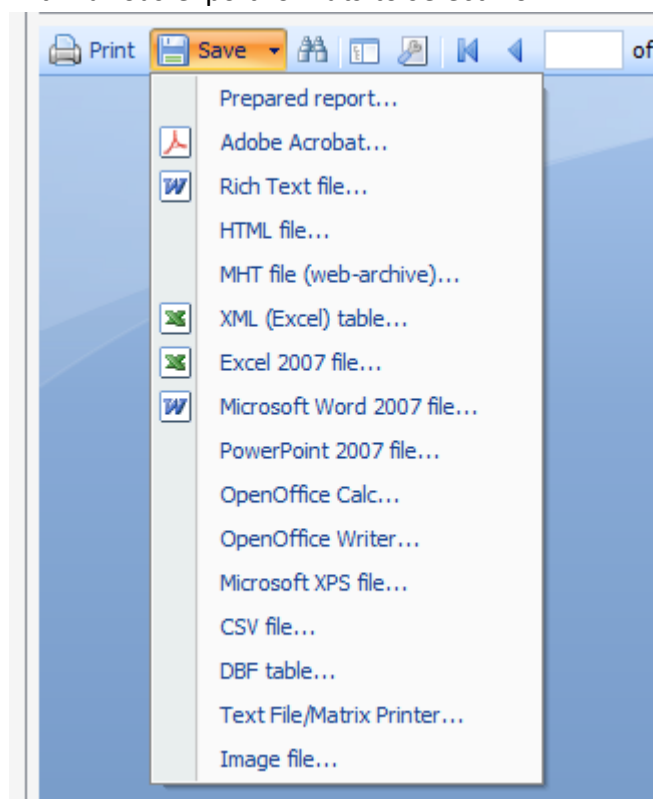 Print Save of
Prepared report...
Adobe Acrobat...
Rich Text file...
HTML file...
MHT file (web-archive)...
XML (Excel) table...
Excel 2007 file...
Microsoft Word 2007 file...
PowerPoint 2007 file...
OpenOffice Calc...
OpenOffice Writer...
Microsoft XPS file...
CSV file...
DBF table...
Text File/Matrix Printer...
Image file...